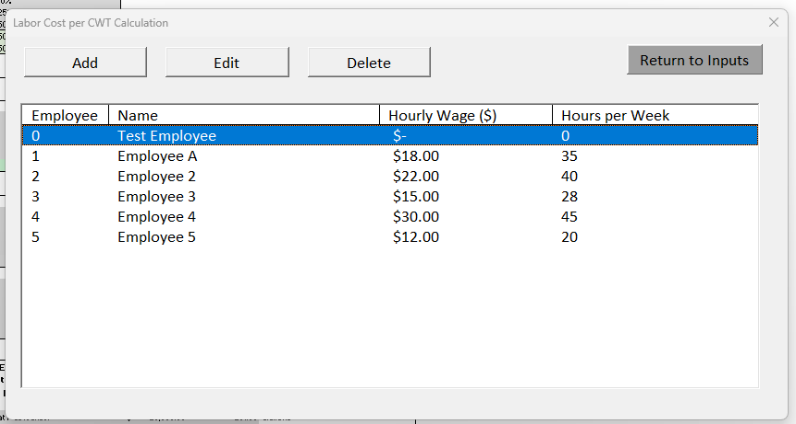 Labor Cost per CWT Calculation
Add Edit Delete Return to Inputs
Employee Name Hourly Wage ($) Hours per Week
0 Test Employee $- 0
1 Employee A $18.00 35
2 Employee 2 $22.00 40
3 Employee 3 $15.00 28
4 Employee 4 $30.00 45
5 Employee 5 $12.00 20